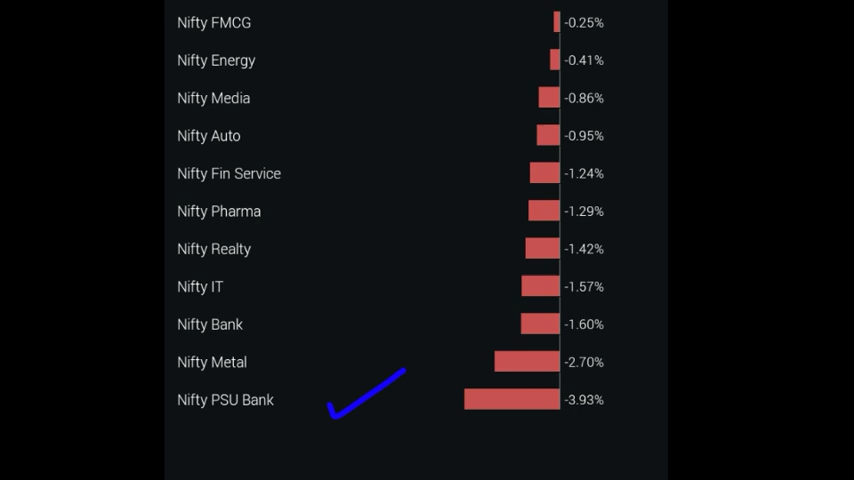 Nifty FMCG -0.25%
Nifty Energy -0.41%
Nifty Media -0.86%
Nifty Auto -0.95%
Nifty Fin Service -1.24%
Nifty Pharma -1.29%
Nifty Realty -1.42%
Nifty IT -1.57%
Nifty Bank -1.60%
Nifty Metal -2.70%
Nifty PSU Bank -3.93%